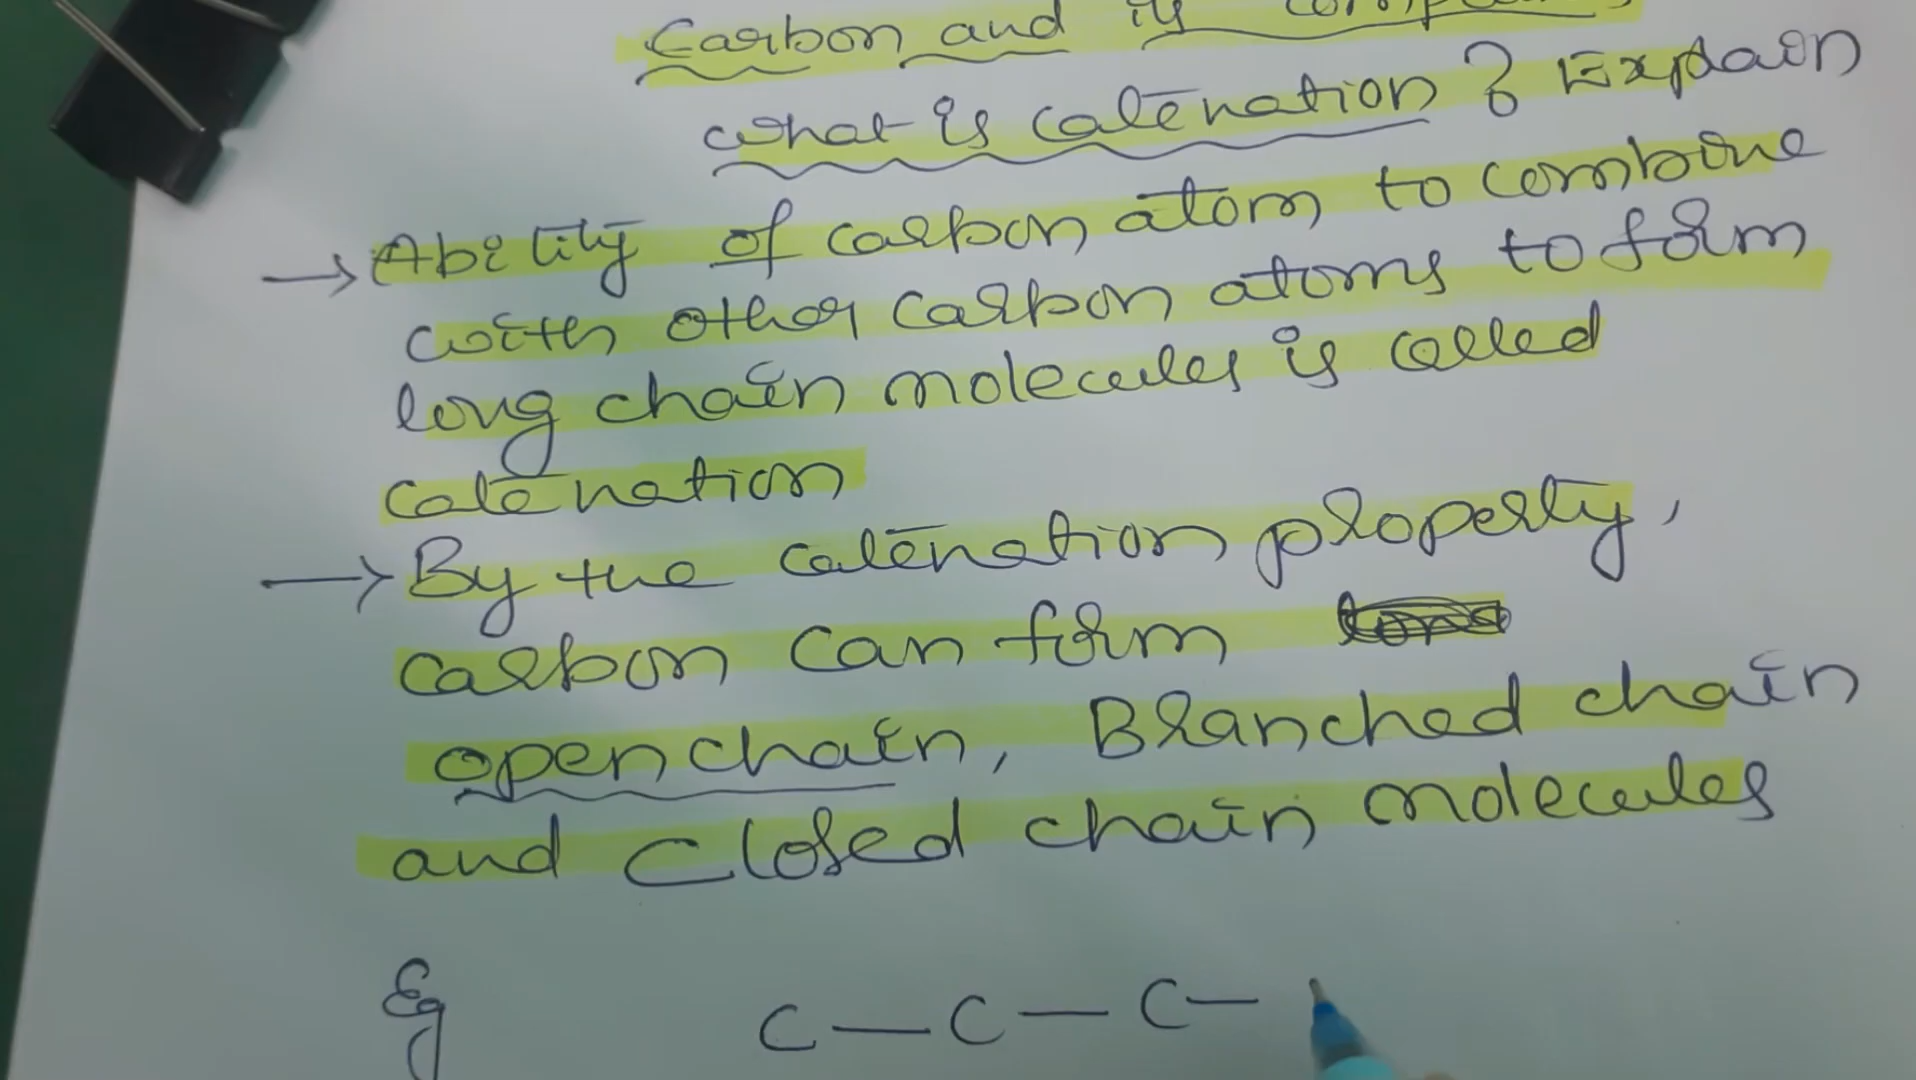 Carbon and its
What is catenation? Explain
→ Ability of carbon atom to combine
with other carbon atoms to form
long chain molecules is called
catenation
→ By the catenation property,
carbon can form
open chain, Branched chain
and closed chain molecules
Eg C — C — C —